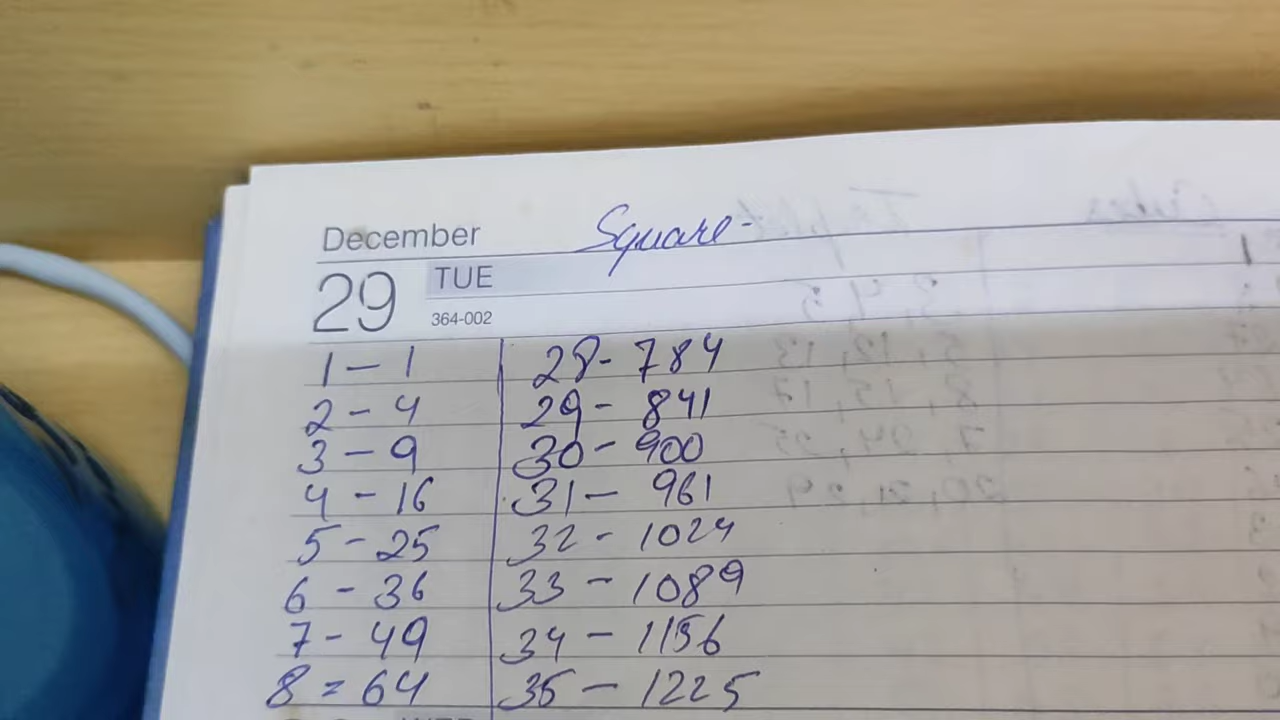 December
Square-
29
TUE
364-002
1 - 1
2 - 4
3 - 9
4 - 16
5 - 25
6 - 36
7 - 49
8 = 64
28 - 784
29 - 841
30 - 900
31 - 961
32 - 1024
33 - 1089
34 - 1156
35 - 1225